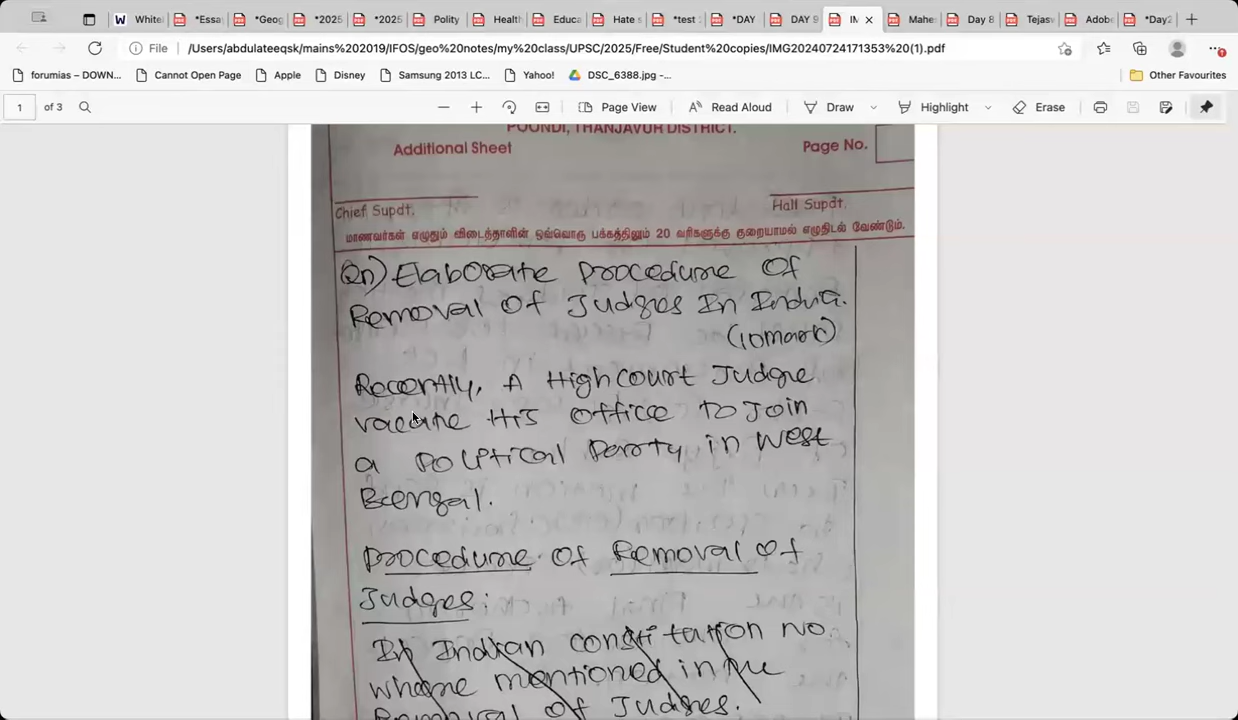 White
*Essa
*Geog
*2025
*2025
Polity
Health
Educa
Hate s
*test
*DAY
DAY 9
IM
Mahe
Day 8
Tejas
Adob
*Day2
File /Users/abdulateeqsk/mains%202019/IFOS/geo%20notes/my%20class/UPSC/2025/Free/Student%20copies/IMG20240724171353%20(1).pdf
forumias – DOWN... Cannot Open Page Apple Disney Samsung 2013 LC... Yahoo! DSC_6388.jpg -... Other Favourites
1 of 3 Page View Read Aloud Draw Highlight Erase
POONDI, THANJAVUR DISTRICT.
Additional Sheet Page No.
Chief Supdt. Hall Supdt.
மாணவர்கள் எழுதும் விடைத்தாளின் ஒவ்வொரு பக்கத்திலும் 20 வரிகளுக்கு குறையாமல் எழுதிடல் வேண்டும்.
Qn) Elaborate Procedure Of
Removal Of Judges In India.
(10mark)
Recently, A High court Judge
vacate His office to Join
a Political Party in West
Bengal.
Procedure of Removal of
Judges:
In Indian constitution no
where mentioned in the
Removal of Judges.